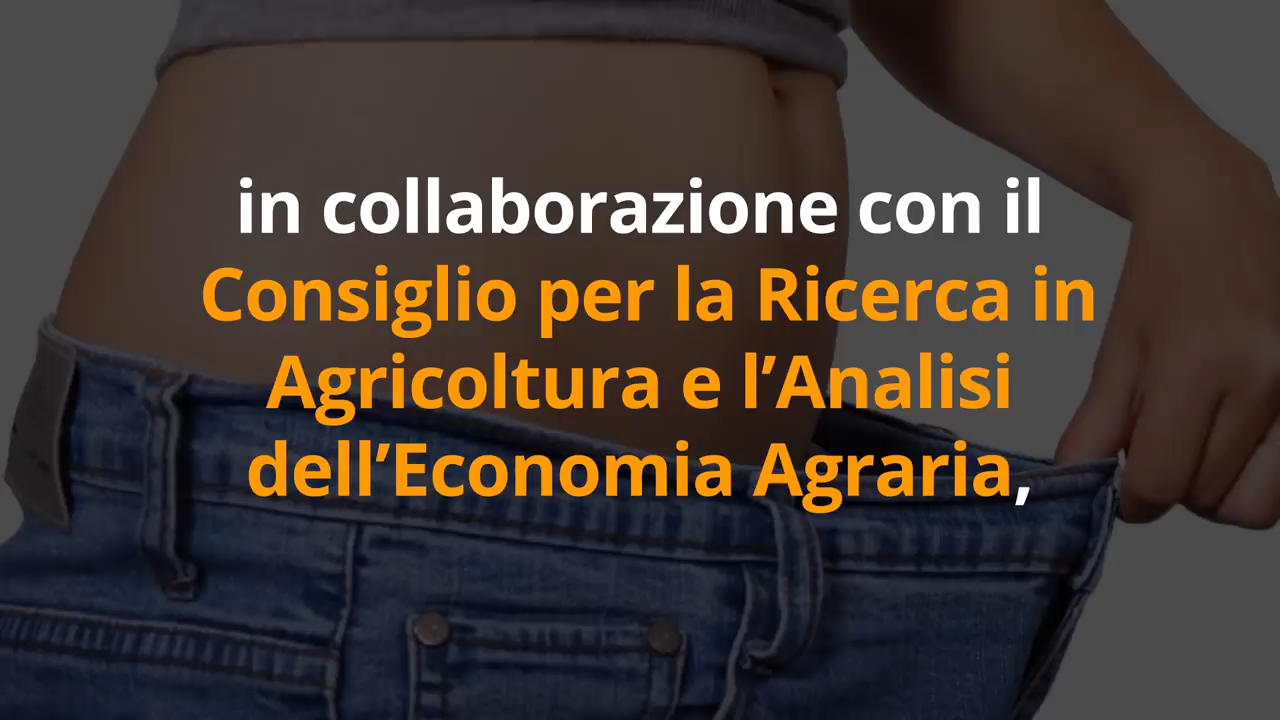 in collaborazione con il
Consiglio per la Ricerca in
Agricoltura e l’Analisi
dell’Economia Agraria,